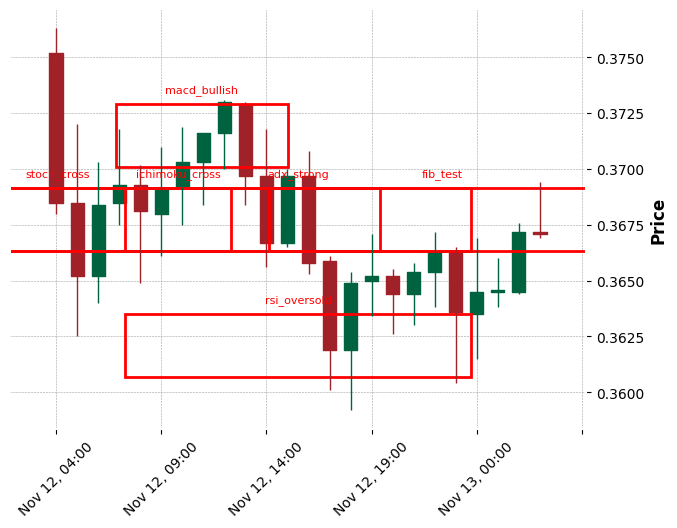 macd_bullish
ichimoku_cross
adx_strong
fib_test
rsi_oversold
0.3750
0.3725
0.3700
0.3675
0.3650
0.3625
0.3600
Price
Nov 12, 04:00
Nov 12, 09:00
Nov 12, 14:00
Nov 12, 19:00
Nov 13, 00:00